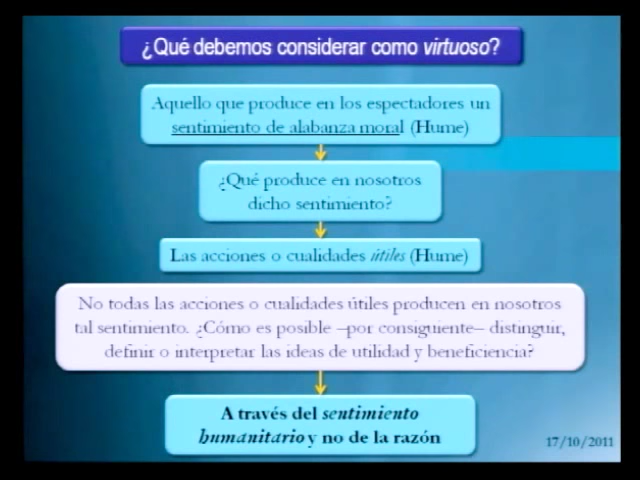 ¿Qué debemos considerar como virtuoso?
Aquello que produce en los espectadores un
sentimiento de alabanza moral (Hume)
¿Qué produce en nosotros
dicho sentimiento?
Las acciones o cualidades útiles (Hume)
No todas las acciones o cualidades útiles producen en nosotros
tal sentimiento. ¿Cómo es posible –por consiguiente– distinguir,
definir o interpretar las ideas de utilidad y beneficiencia?
A través del sentimiento
humanitario y no de la razón
17/10/2011